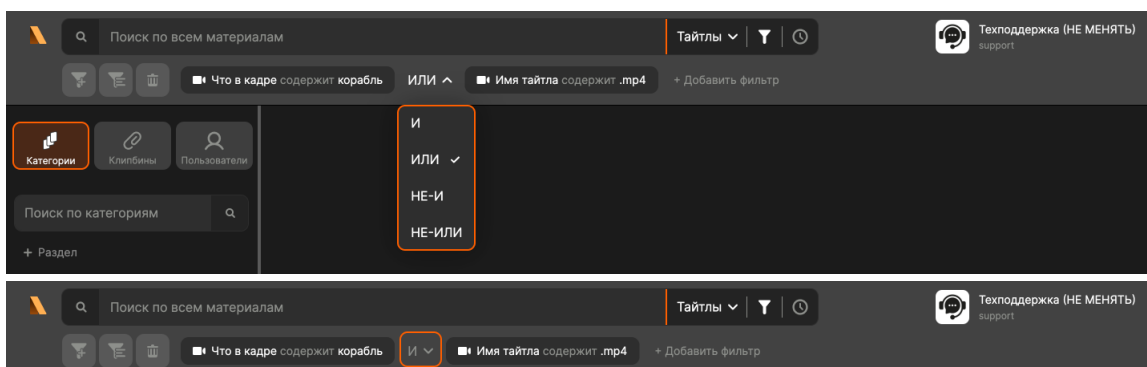 Поиск по всем материалам Тайтлы Техподдержка (НЕ МЕНЯТЬ)
support
Что в кадре содержит корабль ИЛИ Имя тайтла содержит .mp4 + Добавить фильтр
И
ИЛИ
НЕ-И
НЕ-ИЛИ
Категории Клипбины Пользователи
Поиск по категориям
+ Раздел
Поиск по всем материалам Тайтлы Техподдержка (НЕ МЕНЯТЬ)
support
Что в кадре содержит корабль И Имя тайтла содержит .mp4 + Добавить фильтр